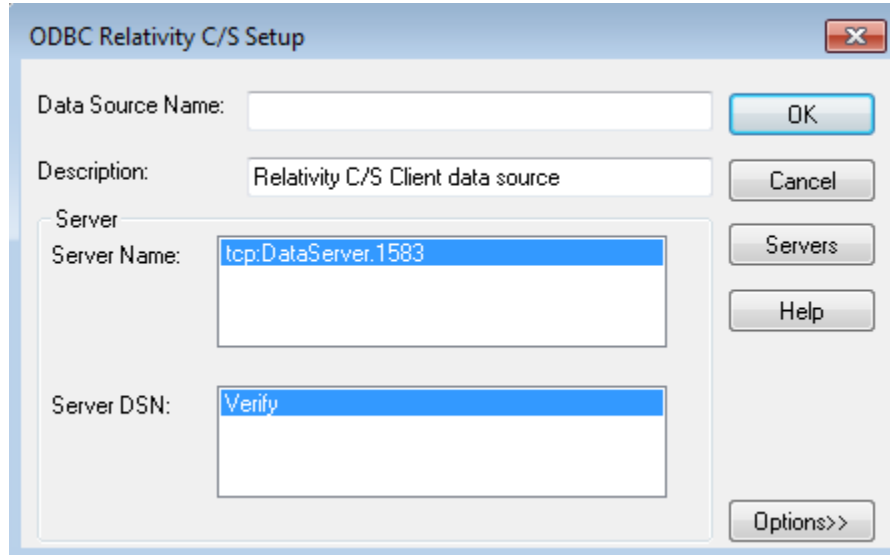 ODBC Relativity C/S Setup
Data Source Name:
OK
Description:
Relativity C/S Client data source
Cancel
Server
Server Name:
tcp:DataServer.1583
Servers
Help
Server DSN:
Verify
Options>>